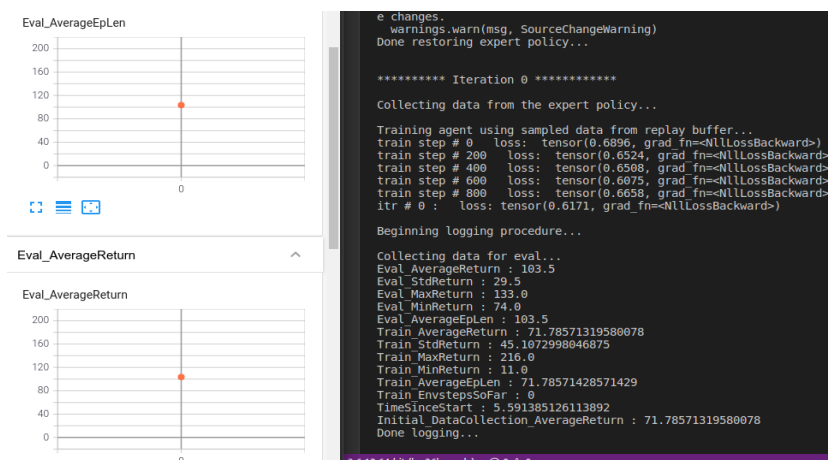 Eval_AverageEpLen
200
160
120
80
40
0
0
Eval_AverageReturn
Eval_AverageReturn
200
160
120
80
40
0
e changes.
warnings.warn(msg, SourceChangeWarning)
Done restoring expert policy...
********** Iteration 0 ************
Collecting data from the expert policy...
Training agent using sampled data from replay buffer...
train step # 0 loss: tensor(0.6896, grad_fn=<NllLossBackward>)
train step # 200 loss: tensor(0.6524, grad_fn=<NllLossBackward>
train step # 400 loss: tensor(0.6508, grad_fn=<NllLossBackward>
train step # 600 loss: tensor(0.6075, grad_fn=<NllLossBackward>
train step # 800 loss: tensor(0.6658, grad_fn=<NllLossBackward>
itr # 0 : loss: tensor(0.6171, grad_fn=<NllLossBackward>)
Beginning logging procedure...
Collecting data for eval...
Eval_AverageReturn : 103.5
Eval_StdReturn : 29.5
Eval_MaxReturn : 133.0
Eval_MinReturn : 74.0
Eval_AverageEpLen : 103.5
Train_AverageReturn : 71.78571319580078
Train_StdReturn : 45.1072998046875
Train_MaxReturn : 216.0
Train_MinReturn : 11.0
Train_AverageEpLen : 71.78571428571429
Train_EnvstepsSoFar : 0
TimeSinceStart : 5.591385126113892
Initial_DataCollection_AverageReturn : 71.78571319580078
Done logging...